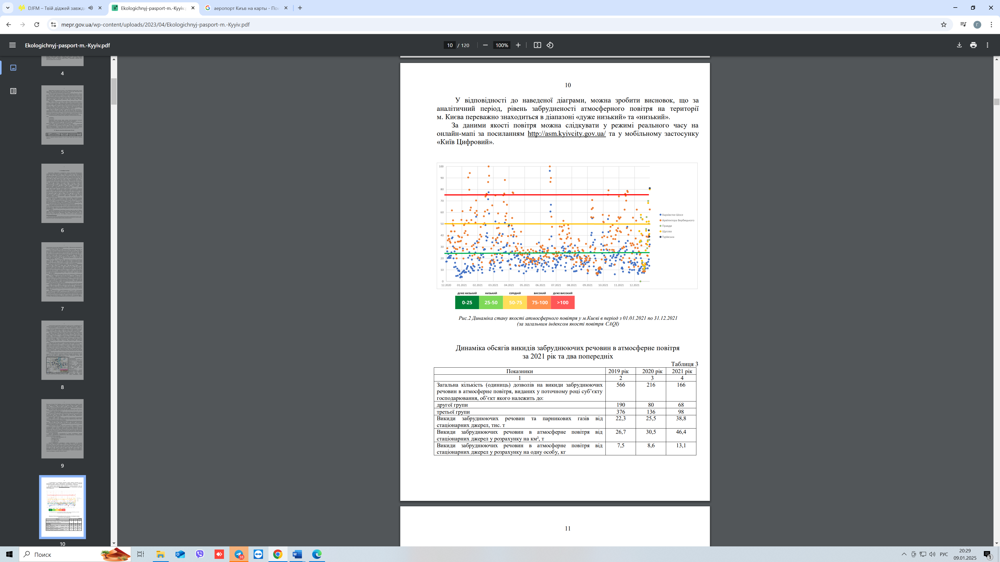 DJFM – Твій діджей завжди
Ekologichnyj-pasport-m.-Kyyiv.p
аеропорт Киъв на карты - Пои
mepr.gov.ua/wp-content/uploads/2023/04/Ekologichnyj-pasport-m.-Kyyiv.pdf
Г
Ekologichnyj-pasport-m.-Kyyiv.pdf
10 / 120
100%
4
5
6
7
8
9
10
10
У відповідності до наведеної діаграми, можна зробити висновок, що за
аналітичний період, рівень забрудненості атмосферного повітря на території
м. Києва переважно знаходиться в діапазоні «дуже низький» та «низький».
За даними якості повітря можна слідкувати у режимі реального часу на
онлайн-мапі за посиланням http://asm.kyivcity.gov.ua/ та у мобільному застосунку
«Київ Цифровий».
100
90
80
70
60
50
40
30
20
10
0
12.2020 01.2021 02.2021 03.2021 04.2021 05.2021 06.2021 07.2021 08.2021 09.2021 10.2021 11.2021 12.2021
Харківстке Шосе
Архітектора Вербицького
Правди
Щусєва
Турівська
ДУЖЕ НИЗЬКИЙ НИЗЬКИЙ СЕРЕДНІЙ ВИСОКИЙ ДУЖЕ ВИСОКИЙ
0-25 25-50 50-75 75-100 >100
Рис.2 Динаміка стану якості атмосферного повітря у м.Києві в період з 01.01.2021 по 31.12.2021
(за загальним індексом якості повітря CAQI)
Динаміка обсягів викидів забруднюючих речовин в атмосферне повітря
за 2021 рік та два попередніх
Таблиця 3
Показники 2019 рік 2020 рік 2021 рік
1 2 3 4
Загальна кількість (одиниць) дозволів на викиди забруднюючих 566 216 166
речовин в атмосферне повітря, виданих у поточному році суб’єкту
господарювання, об’єкт якого належить до:
другої групи 190 80 68
третьої групи 376 136 98
Викиди забруднюючих речовин та парникових газів від 22,3 25,5 38,8
стаціонарних джерел, тис. т
Викиди забруднюючих речовин в атмосферне повітря від 26,7 30,5 46,4
стаціонарних джерел у розрахунку на км², т
Викиди забруднюючих речовин в атмосферне повітря від 7,5 8,6 13,1
стаціонарних джерел у розрахунку на одну особу, кг
11
Поиск
38
РУС
20:29
09.01.2025
1